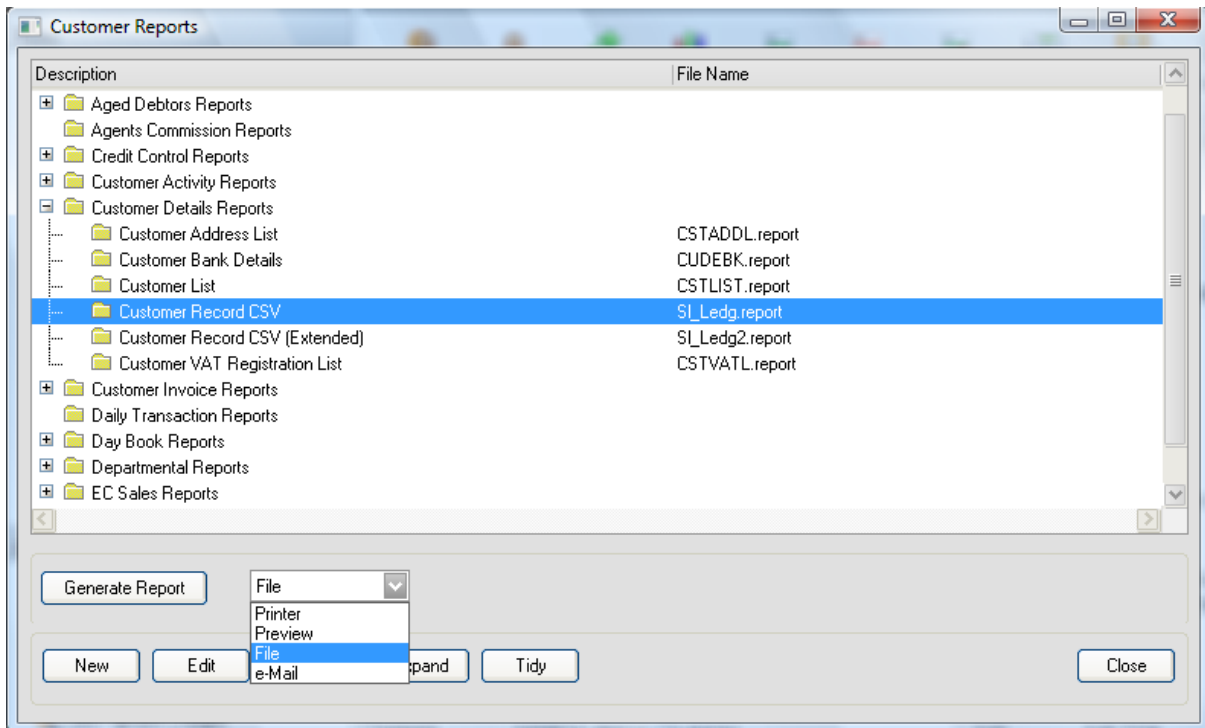 Customer Reports
Description File Name
Aged Debtors Reports
Agents Commission Reports
Credit Control Reports
Customer Activity Reports
Customer Details Reports
Customer Address List CSTADDL.report
Customer Bank Details CUDEBK.report
Customer List CSTLIST.report
Customer Record CSV SI_Ledg.report
Customer Record CSV (Extended) SI_Ledg2.report
Customer VAT Registration List CSTVATL.report
Customer Invoice Reports
Daily Transaction Reports
Day Book Reports
Departmental Reports
EC Sales Reports
Generate Report File
Printer
Preview
File
e-Mail
New Edit pand Tidy Close